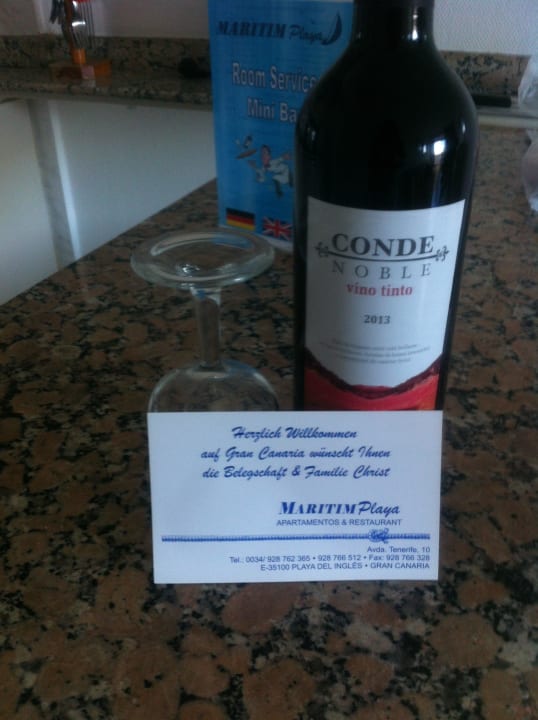 MARITIM Playa
Room Service
Mini Ba
CONDE
NOBLE
vino tinto
2013
Herzlich Willkommen
auf Gran Canaria wünscht Ihnen
die Belegschaft & Familie Christ
MARITIM Playa
APARTAMENTOS & RESTAURANT
Avda. Tenerife, 10
Tel.: 0034/ 928 762 365 • 928 766 512 • Fax: 928 766 328
E-35100 PLAYA DEL INGLÉS • GRAN CANARIA